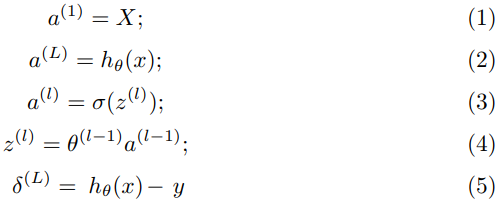 a^{(1)} = X; (1)
a^{(L)} = h_θ(x); (2)
a^{(l)} = σ(z^{(l)}); (3)
z^{(l)} = θ^{(l−1)} a^{(l−1)}; (4)
δ^{(L)} = h_θ(x) − y (5)